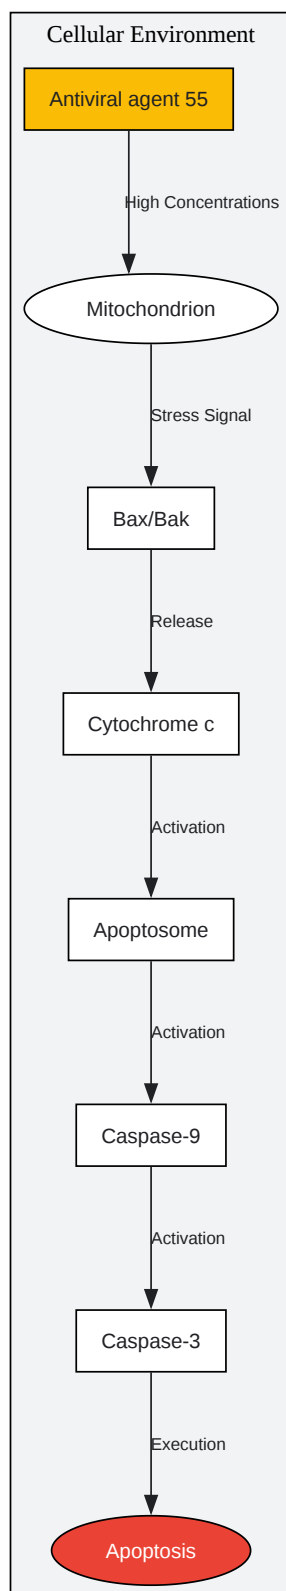 Cellular Environment
Antiviral agent 55
High Concentrations
Mitochondrion
Stress Signal
Bax/Bak
Release
Cytochrome c
Activation
Apoptosome
Activation
Caspase-9
Activation
Caspase-3
Execution
Apoptosis